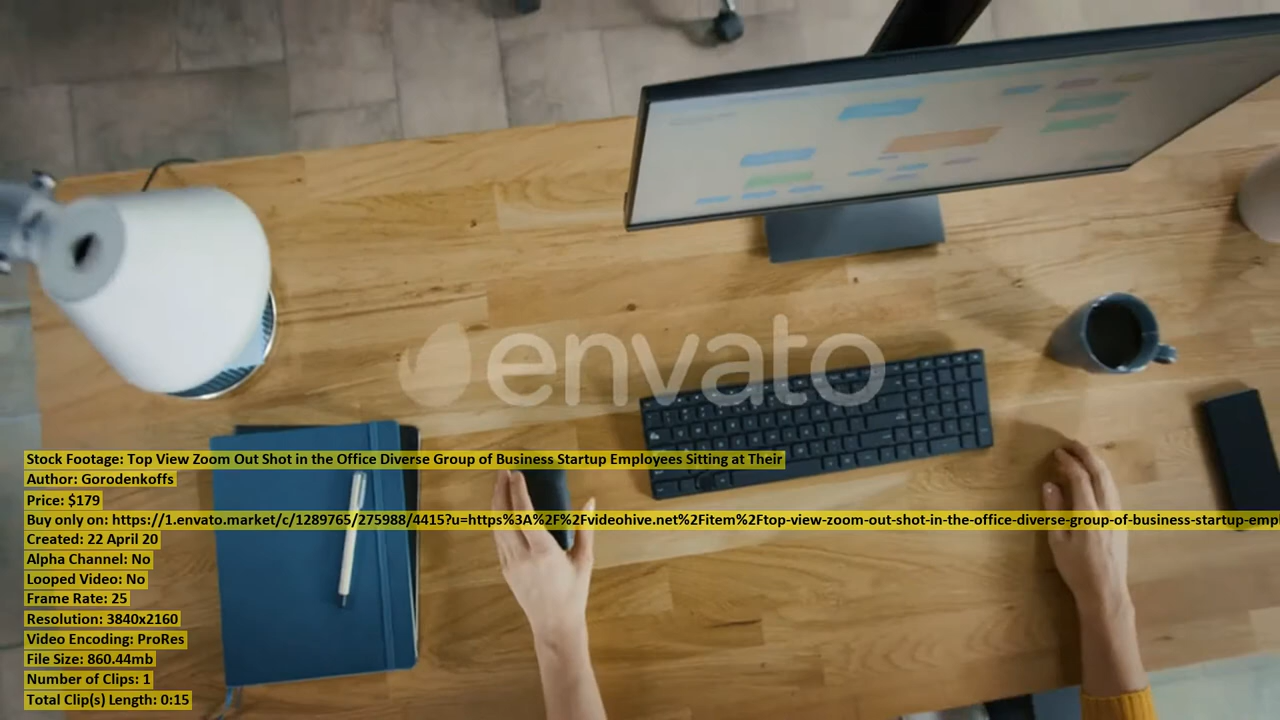 envato
Stock Footage: Top View Zoom Out Shot in the Office Diverse Group of Business Startup Employees Sitting at Their
Author: Gorodenkoffs
Price: $179
Buy only on: https://1.envato.market/c/1289765/275988/4415?u=https%3A%2F%2Fvideohive.net%2Fitem%2Ftop-view-zoom-out-shot-in-the-office-diverse-group-of-business-startup-emp
Created: 22 April 20
Alpha Channel: No
Looped Video: No
Frame Rate: 25
Resolution: 3840x2160
Video Encoding: ProRes
File Size: 860.44mb
Number of Clips: 1
Total Clip(s) Length: 0:15